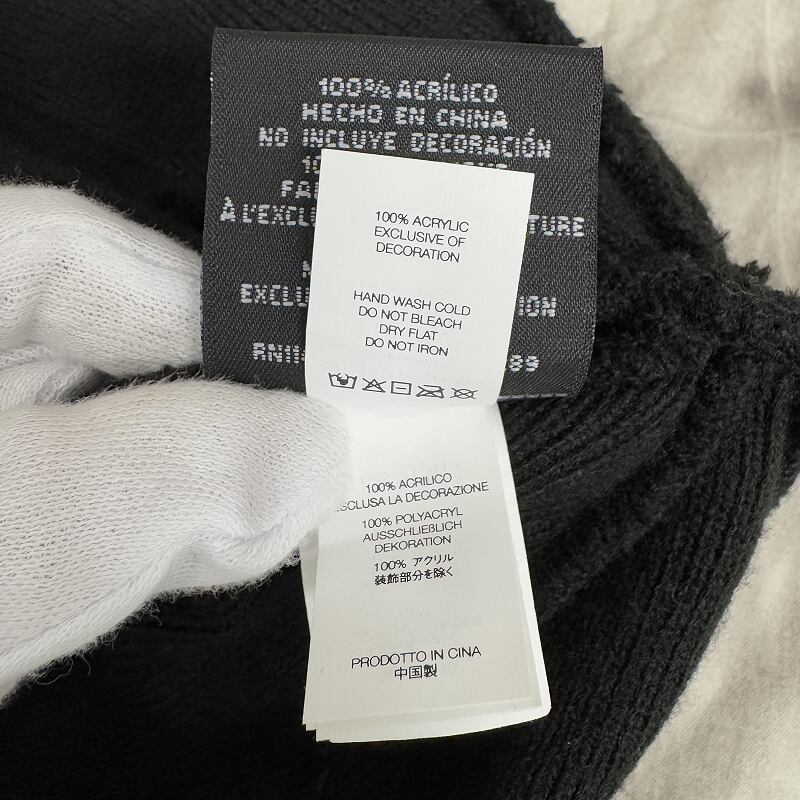 100% ACRÍLICO
HECHO EN CHINA
NO INCLUYE DECORACIÓN
À L'EXCLU
TURE
EXCLU
ION
89
100% ACRYLIC
EXCLUSIVE OF
DECORATION
HAND WASH COLD
DO NOT BLEACH
DRY FLAT
DO NOT IRON
100% ACRILICO
ESCLUSA LA DECORAZIONE
100% POLYACRYL
AUSSCHLIEßLICH
DEKORATION
100% アクリル
装飾部分を除く
PRODOTTO IN CINA
中国製